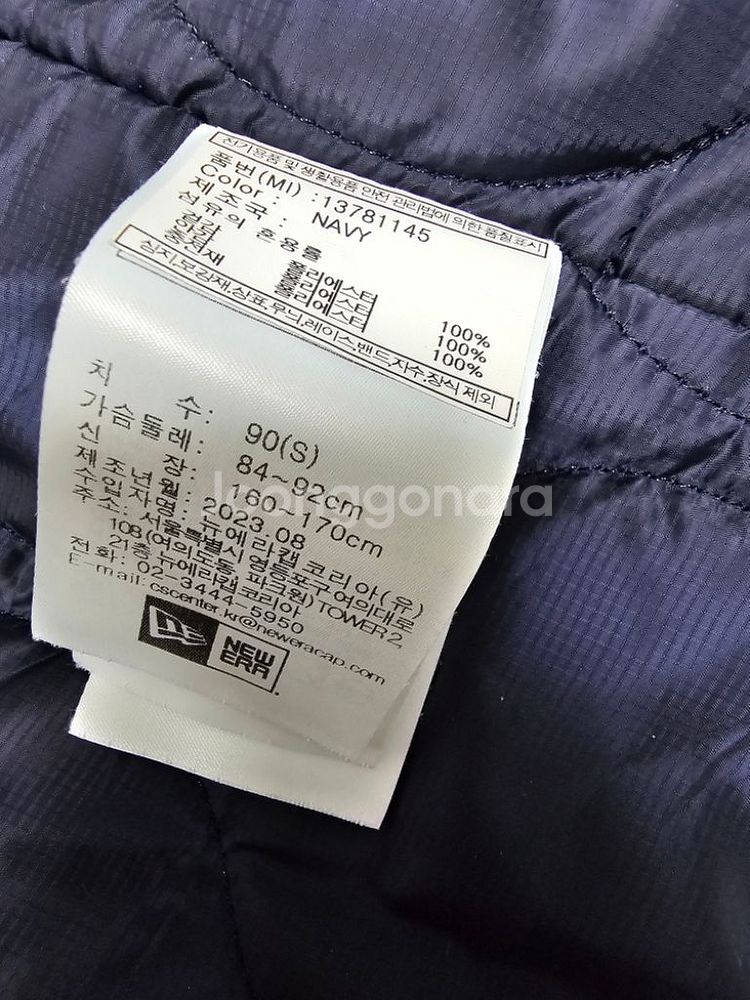 전기용품 및 생활용품 안전 관리법에 의한 품질표시
품 번(MI) :13781145
Color : NAVY
제 조 국 :
섬유의 혼용률
겉감 폴리에스터 100%
안감 폴리에스터 100%
충전재 폴리에스터 100%
심지,보강재,상표,무늬,레이스,밴드,자수,장식 제외
치 수: 90(S)
가슴둘레: 84~92cm
신 장: 160~170cm
제 조년월: 2023.08
수입자명: 뉴에라캡 코리아(유)
주소: 서울특별시 영등포구 여의대로
108 (여의도동, 파크원) TOWER 2,
21층 뉴에라캡코리아
전화: 02-3444-5950
E-mail: cscenter.kr@neweracap.com
NE NEW ERA
Joonggonara